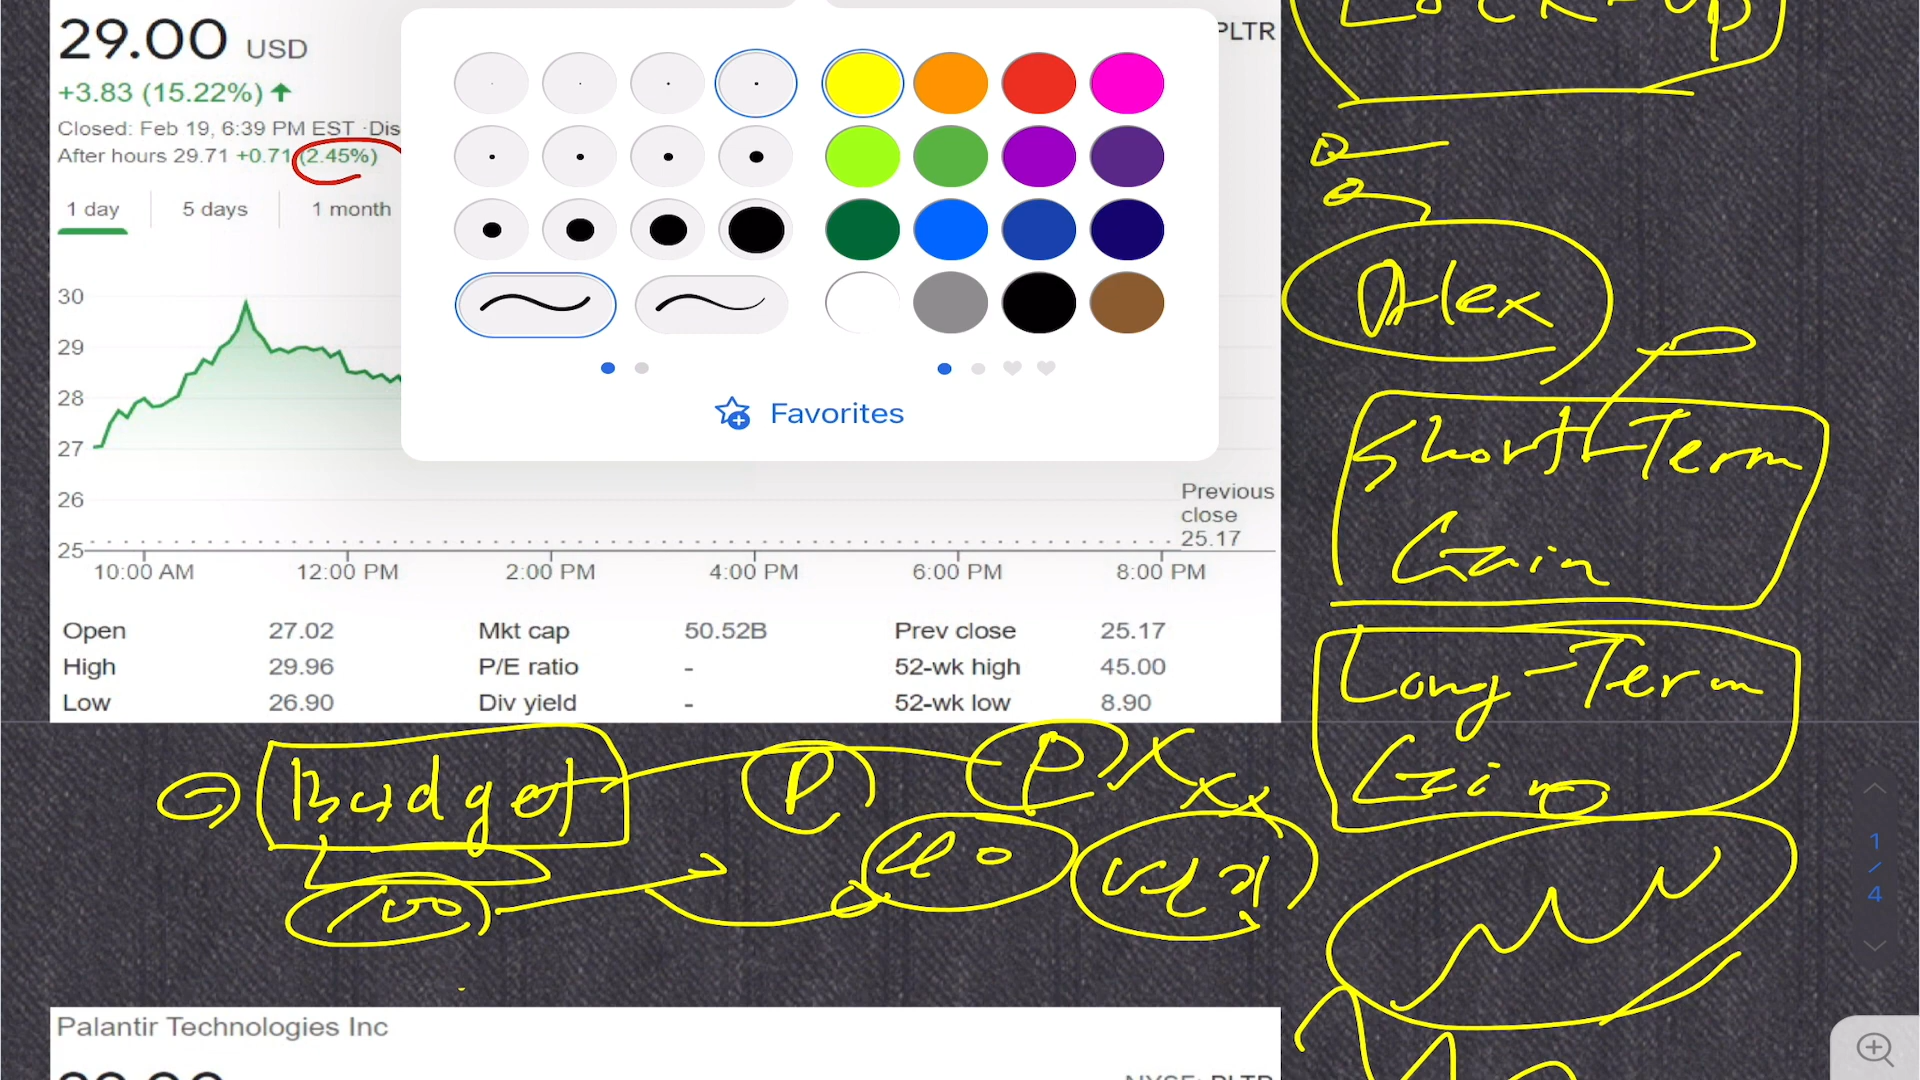 29.00 USD
PLTR
+3.83 (15.22%)
Closed: Feb 19, 6:39 PM EST ·Dis
After hours 29.71 +0.71 (2.45%)
1 day
5 days
1 month
Favorites
30
29
28
27
26
25
Previous
close
25.17
10:00 AM
12:00 PM
2:00 PM
4:00 PM
6:00 PM
8:00 PM
Open 27.02 Mkt cap 50.52B Prev close 25.17
High 29.96 P/E ratio - 52-wk high 45.00
Low 26.90 Div yield - 52-wk low 8.90
Lock-up
Alex
Short-Term
Gain
Long-Term
Gain
Budget P P
100
1
/
4
Palantir Technologies Inc
29.00
NYSE: PLTR